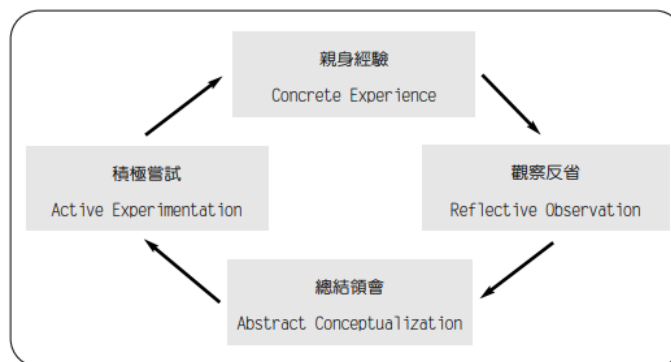 親身經驗
Concrete Experience
積極嘗試
Active Experimentation
觀察反省
Reflective Observation
總結領會
Abstract Conceptualization